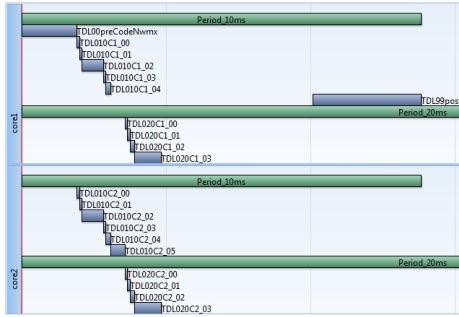 Period_10ms
TDL00preCodeNwmx
TDL010C1_00
TDL010C1_01
TDL010C1_02
TDL010C1_03
TDL010C1_04
TDL99pos
Period_20ms
core1
TDL020C1_00
TDL020C1_01
TDL020C1_02
TDL020C1_03
Period_10ms
TDL010C2_00
TDL010C2_01
TDL010C2_02
TDL010C2_03
TDL010C2_04
TDL010C2_05
Period_20ms
core2
TDL020C2_00
TDL020C2_01
TDL020C2_02
TDL020C2_03